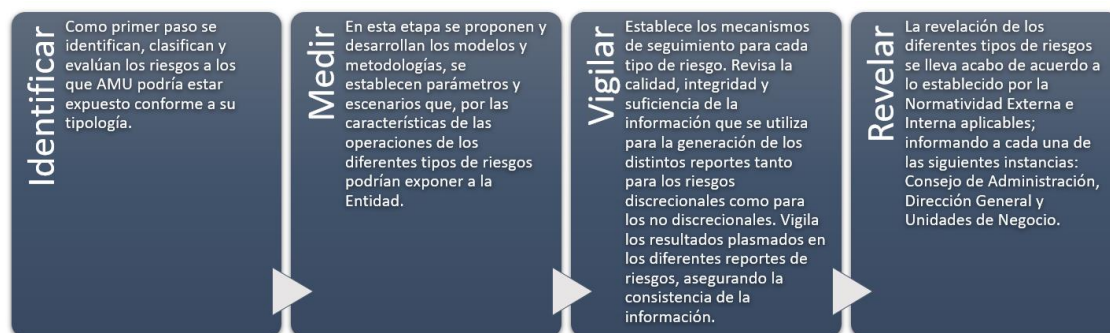 Identificar
Como primer paso se
identifican, clasifican y
evalúan los riesgos a los
que AMU podría estar
expuesto conforme a su
tipología.
Medir
En esta etapa se proponen y
desarrollan los modelos y
metodologías, se
establecen parámetros y
escenarios que, por las
características de las
operaciones de los
diferentes tipos de riesgos
podrían exponer a la
Entidad.
Vigilar
Establece los mecanismos
de seguimiento para cada
tipo de riesgo. Revisa la
calidad, integridad y
suficiencia de la
información que se utiliza
para la generación de los
distintos reportes tanto
para los riesgos
discrecionales como para
los no discrecionales. Vigila
los resultados plasmados en
los diferentes reportes de
riesgos, asegurando la
consistencia de la
información.
Revelar
La revelación de los
diferentes tipos de riesgos
se lleva acabo de acuerdo a
lo establecido por la
Normatividad Externa e
Interna aplicables;
informando a cada una de
las siguientes instancias:
Consejo de Administración,
Dirección General y
Unidades de Negocio.